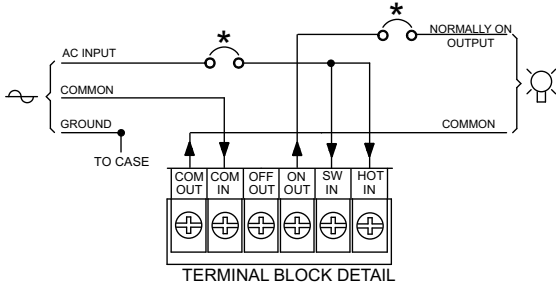 *
NORMALLY ON
OUTPUT
*
AC INPUT
COMMON
GROUND
COMMON
TO CASE
COM OUT
COM IN
OFF OUT
ON OUT
SW IN
HOT IN
TERMINAL BLOCK DETAIL